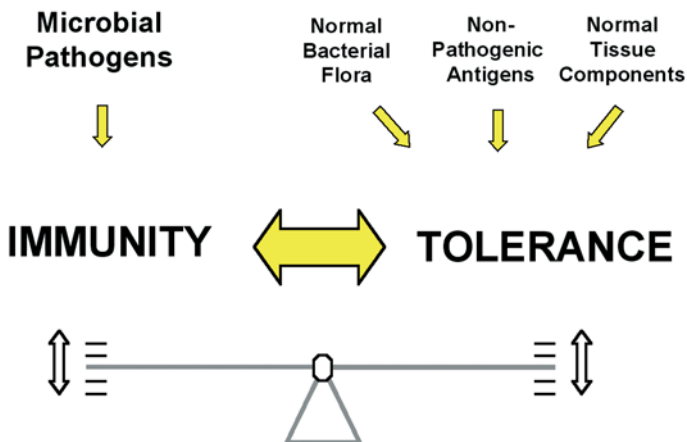 Microbial
Pathogens
Normal
Bacterial
Flora
Non-
Pathogenic
Antigens
Normal
Tissue
Components
IMMUNITY
TOLERANCE